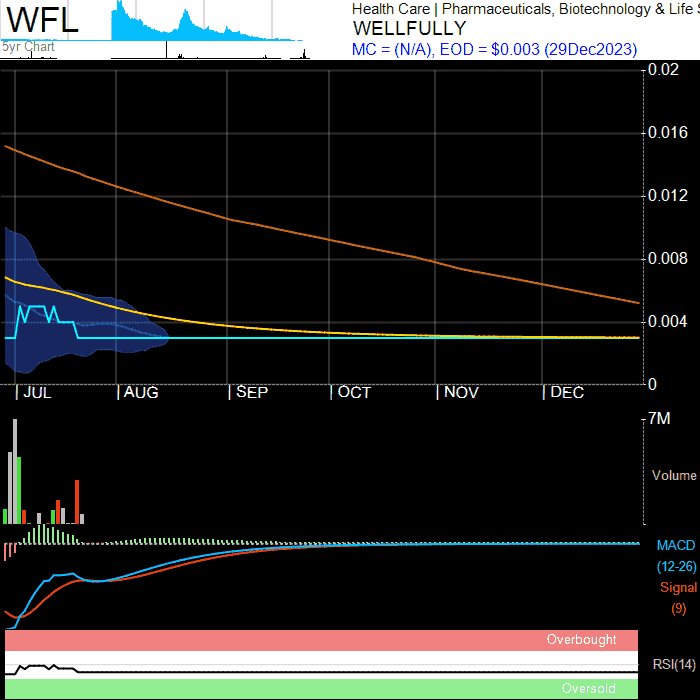 WFL
5yr Chart
Health Care | Pharmaceuticals, Biotechnology & Life S
WELLFULLY
MC = (N/A), EOD = $0.003 (29Dec2023)
0.02
0.016
0.012
0.008
0.004
0
JUL AUG SEP OCT NOV DEC
7M
Volume
MACD
(12-26)
Signal
(9)
Overbought
RSI(14)
Oversold